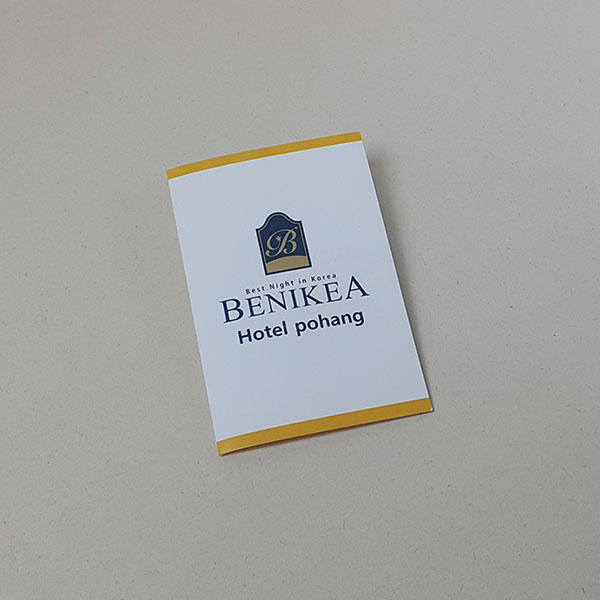 B
Best Night in Korea
BENIKEA
Hotel pohang